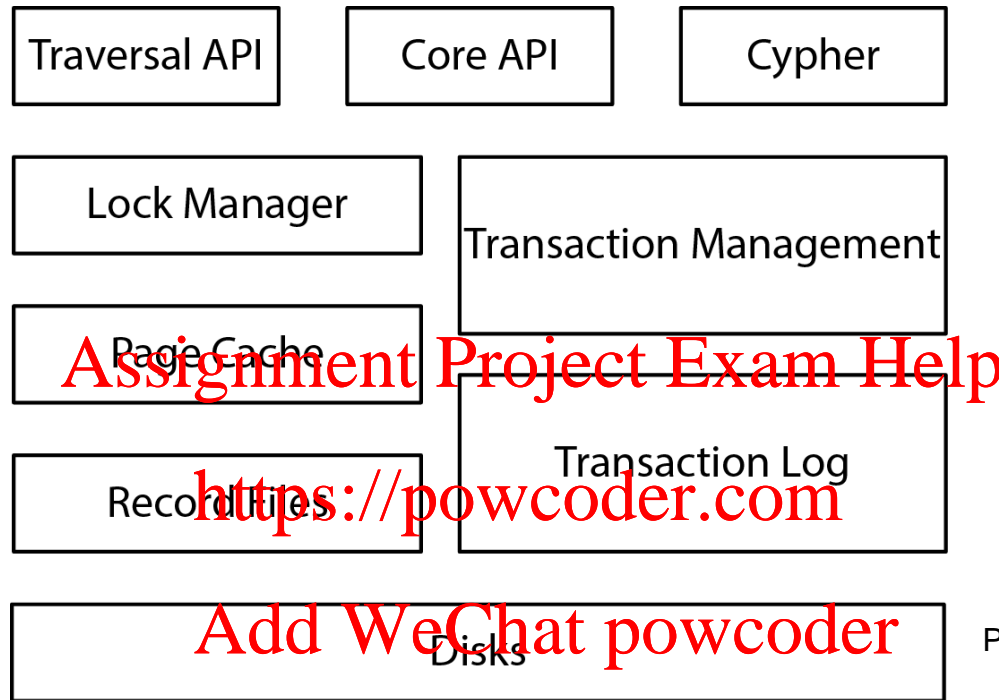 Traversal API
Core API
Cypher
Lock Manager
Transaction Management
Page Cache
Assignment Project Exam Help
Transaction Log
Record Files
https://powcoder.com
Add WeChat powcoder
Disks
P